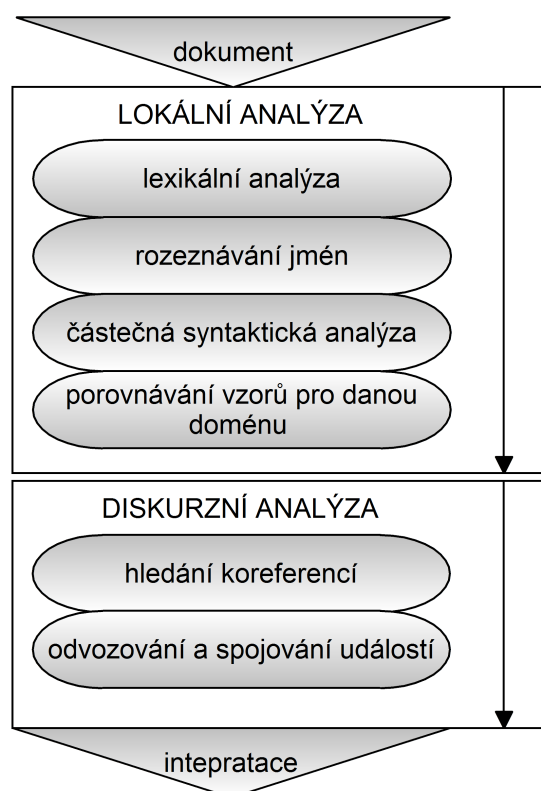 dokument
LOKÁLNÍ ANALÝZA
lexikální analýza
rozeznávání jmén
částečná syntaktická analýza
porovnávání vzorů pro danou
doménu
DISKURZNÍ ANALÝZA
hledání koreferencí
odvozování a spojování událostí
intepratace